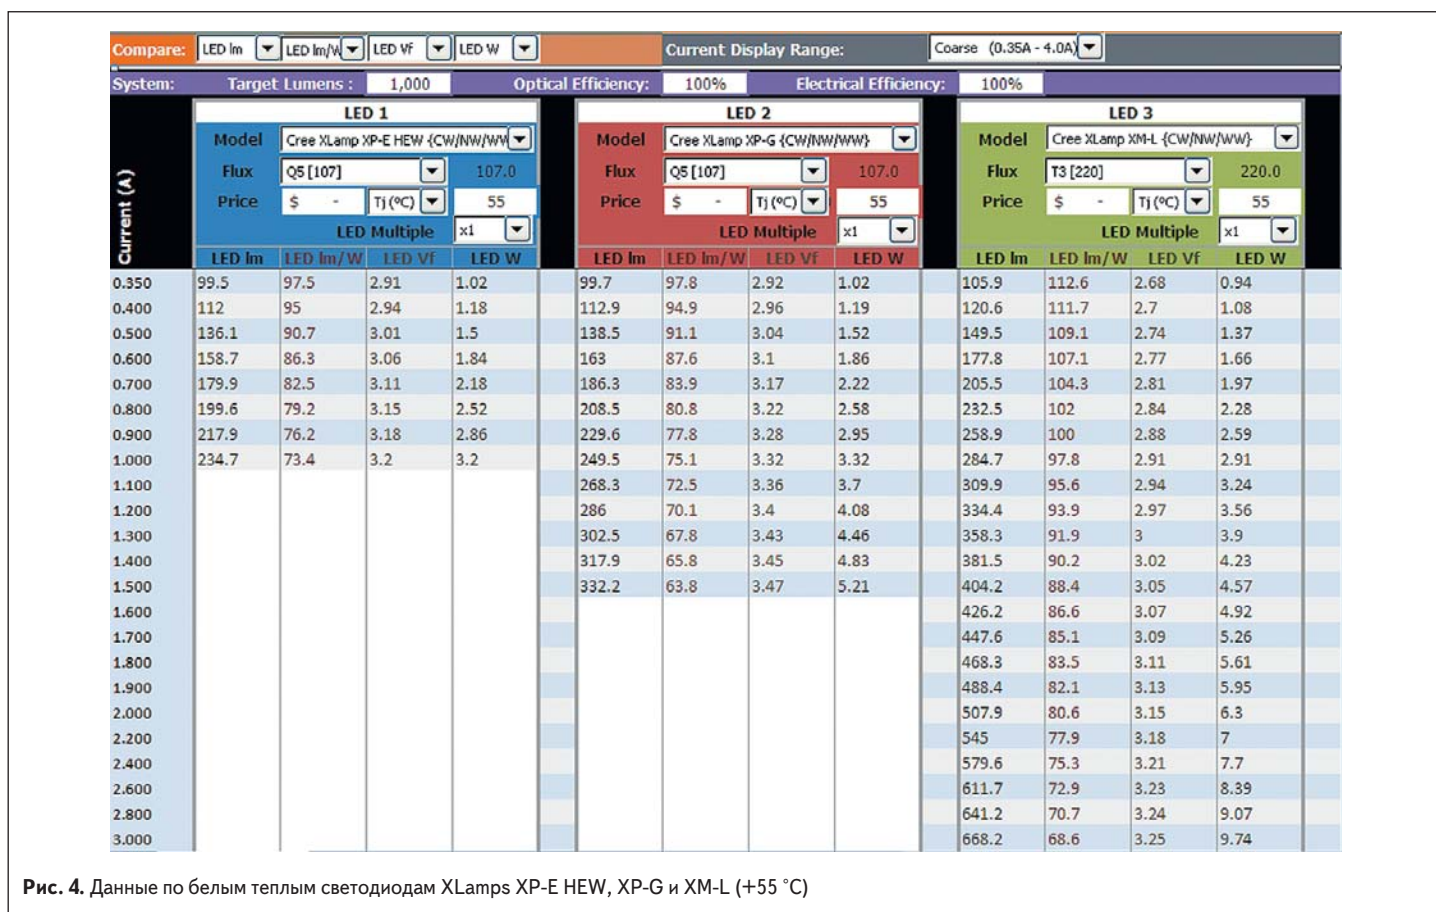 Compare: LED lm LED lm/W LED Vf LED W Current Display Range: Coarse (0.35A - 4.0A)
System: Target Lumens : 1,000 Optical Efficiency: 100% Electrical Efficiency: 100%
LED 1 LED 2 LED 3
Model Cree XLamp XP-E HEW {CW/NW/WW Model Cree XLamp XP-G {CW/NW/WW} Model Cree XLamp XM-L {CW/NW/WW}
Flux Q5 [107] 107.0 Flux Q5 [107] 107.0 Flux T3 [220] 220.0
Price $ - Tj (ºC) 55 Price $ - Tj (ºC) 55 Price $ - Tj (ºC) 55
LED Multiple x1 LED Multiple x1 LED Multiple x1
Current (A) LED lm LED lm/W LED Vf LED W LED lm LED lm/W LED Vf LED W LED lm LED lm/W LED Vf LED W
0.350 99.5 97.5 2.91 1.02 99.7 97.8 2.92 1.02 105.9 112.6 2.68 0.94
0.400 112 95 2.94 1.18 112.9 94.9 2.96 1.19 120.6 111.7 2.7 1.08
0.500 136.1 90.7 3.01 1.5 138.5 91.1 3.04 1.52 149.5 109.1 2.74 1.37
0.600 158.7 86.3 3.06 1.84 163 87.6 3.1 1.86 177.8 107.1 2.77 1.66
0.700 179.9 82.5 3.11 2.18 186.3 83.9 3.17 2.22 205.5 104.3 2.81 1.97
0.800 199.6 79.2 3.15 2.52 208.5 80.8 3.22 2.58 232.5 102 2.84 2.28
0.900 217.9 76.2 3.18 2.86 229.6 77.8 3.28 2.95 258.9 100 2.88 2.59
1.000 234.7 73.4 3.2 3.2 249.5 75.1 3.32 3.32 284.7 97.8 2.91 2.91
1.100 268.3 72.5 3.36 3.7 309.9 95.6 2.94 3.24
1.200 286 70.1 3.4 4.08 334.4 93.9 2.97 3.56
1.300 302.5 67.8 3.43 4.46 358.3 91.9 3 3.9
1.400 317.9 65.8 3.45 4.83 381.5 90.2 3.02 4.23
1.500 332.2 63.8 3.47 5.21 404.2 88.4 3.05 4.57
1.600 426.2 86.6 3.07 4.92
1.700 447.6 85.1 3.09 5.26
1.800 468.3 83.5 3.11 5.61
1.900 488.4 82.1 3.13 5.95
2.000 507.9 80.6 3.15 6.3
2.200 545 77.9 3.18 7
2.400 579.6 75.3 3.21 7.7
2.600 611.7 72.9 3.23 8.39
2.800 641.2 70.7 3.24 9.07
3.000 668.2 68.6 3.25 9.74
Рис. 4. Данные по белым теплым светодиодам XLamps XP-E HEW, XP-G и XM-L (+55 °C)